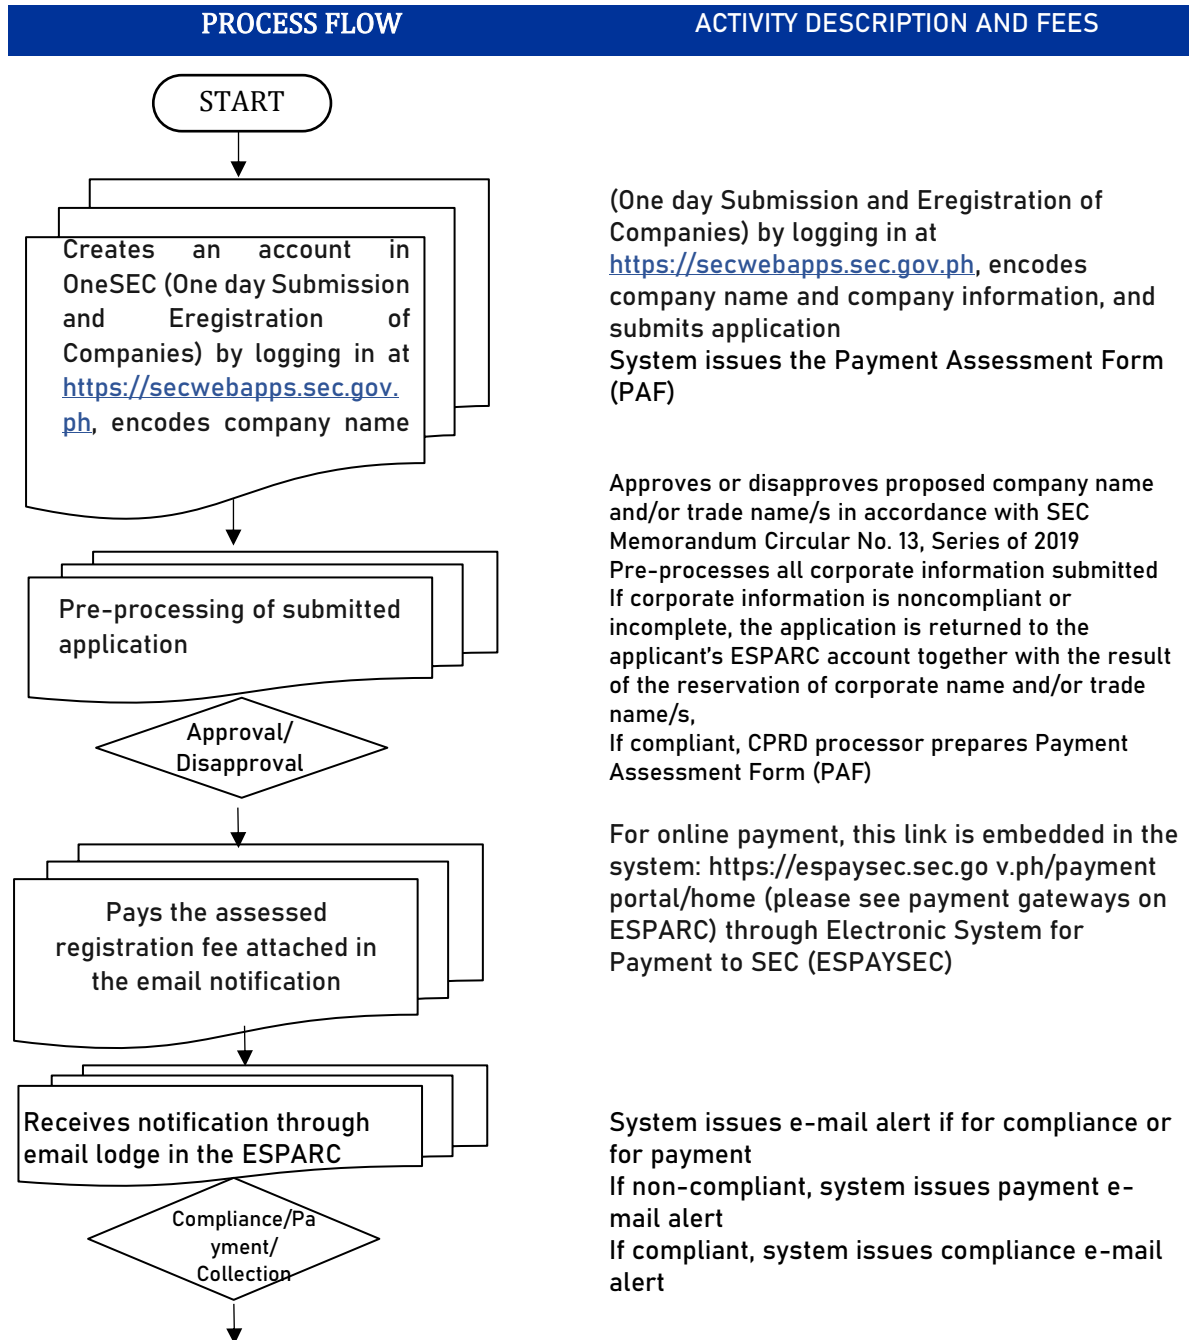 PROCESS FLOW
ACTIVITY DESCRIPTION AND FEES
START
Creates an account in
OneSEC (One day Submission
and Eregistration of
Companies) by logging in at
https://secwebapps.sec.gov.
ph, encodes company name
(One day Submission and Eregistration of
Companies) by logging in at
https://secwebapps.sec.gov.ph, encodes
company name and company information, and
submits application
System issues the Payment Assessment Form
(PAF)
Pre-processing of submitted
application
Approval/
Disapproval
Approves or disapproves proposed company name
and/or trade name/s in accordance with SEC
Memorandum Circular No. 13, Series of 2019
Pre-processes all corporate information submitted
If corporate information is noncompliant or
incomplete, the application is returned to the
applicant’s ESPARC account together with the result
of the reservation of corporate name and/or trade
name/s,
If compliant, CPRD processor prepares Payment
Assessment Form (PAF)
Pays the assessed
registration fee attached in
the email notification
For online payment, this link is embedded in the
system: https://espaysec.sec.go v.ph/payment
portal/home (please see payment gateways on
ESPARC) through Electronic System for
Payment to SEC (ESPAYSEC)
Receives notification through
email lodge in the ESPARC
Compliance/Pa
yment/
Collection
System issues e-mail alert if for compliance or
for payment
If non-compliant, system issues payment e-
mail alert
If compliant, system issues compliance e-mail
alert